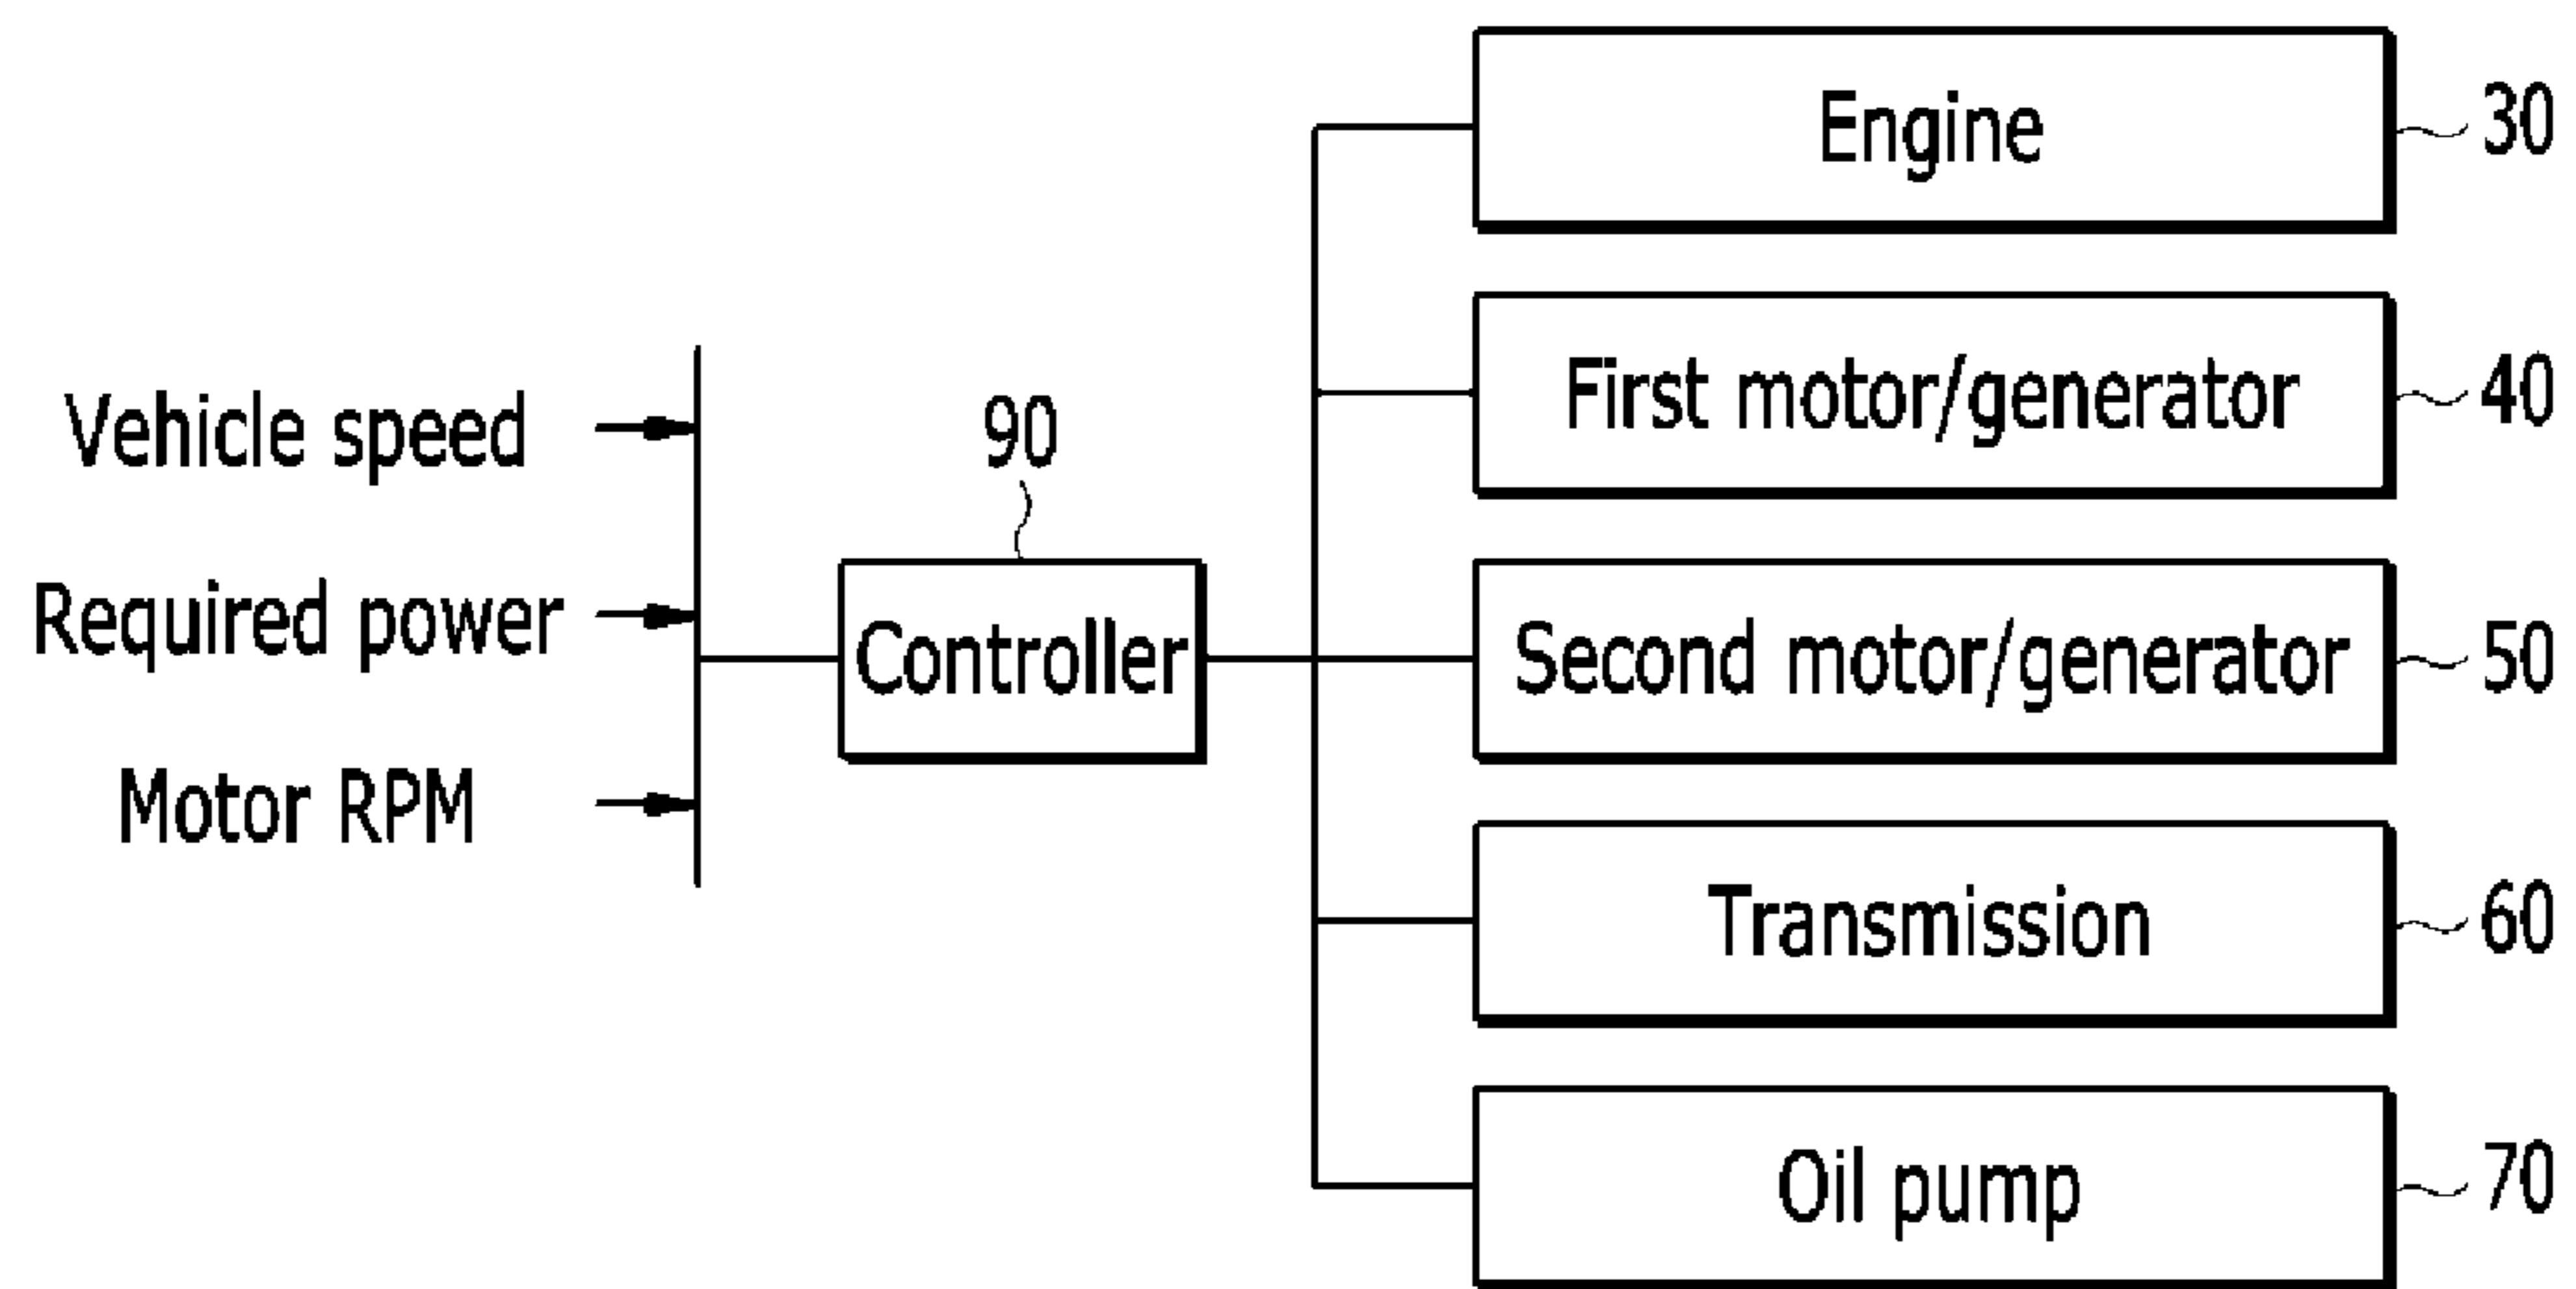 Engine
30
First motor/generator
40
Vehicle speed
90
Required power
Controller
Second motor/generator
50
Motor RPM
Transmission
60
Oil pump
70